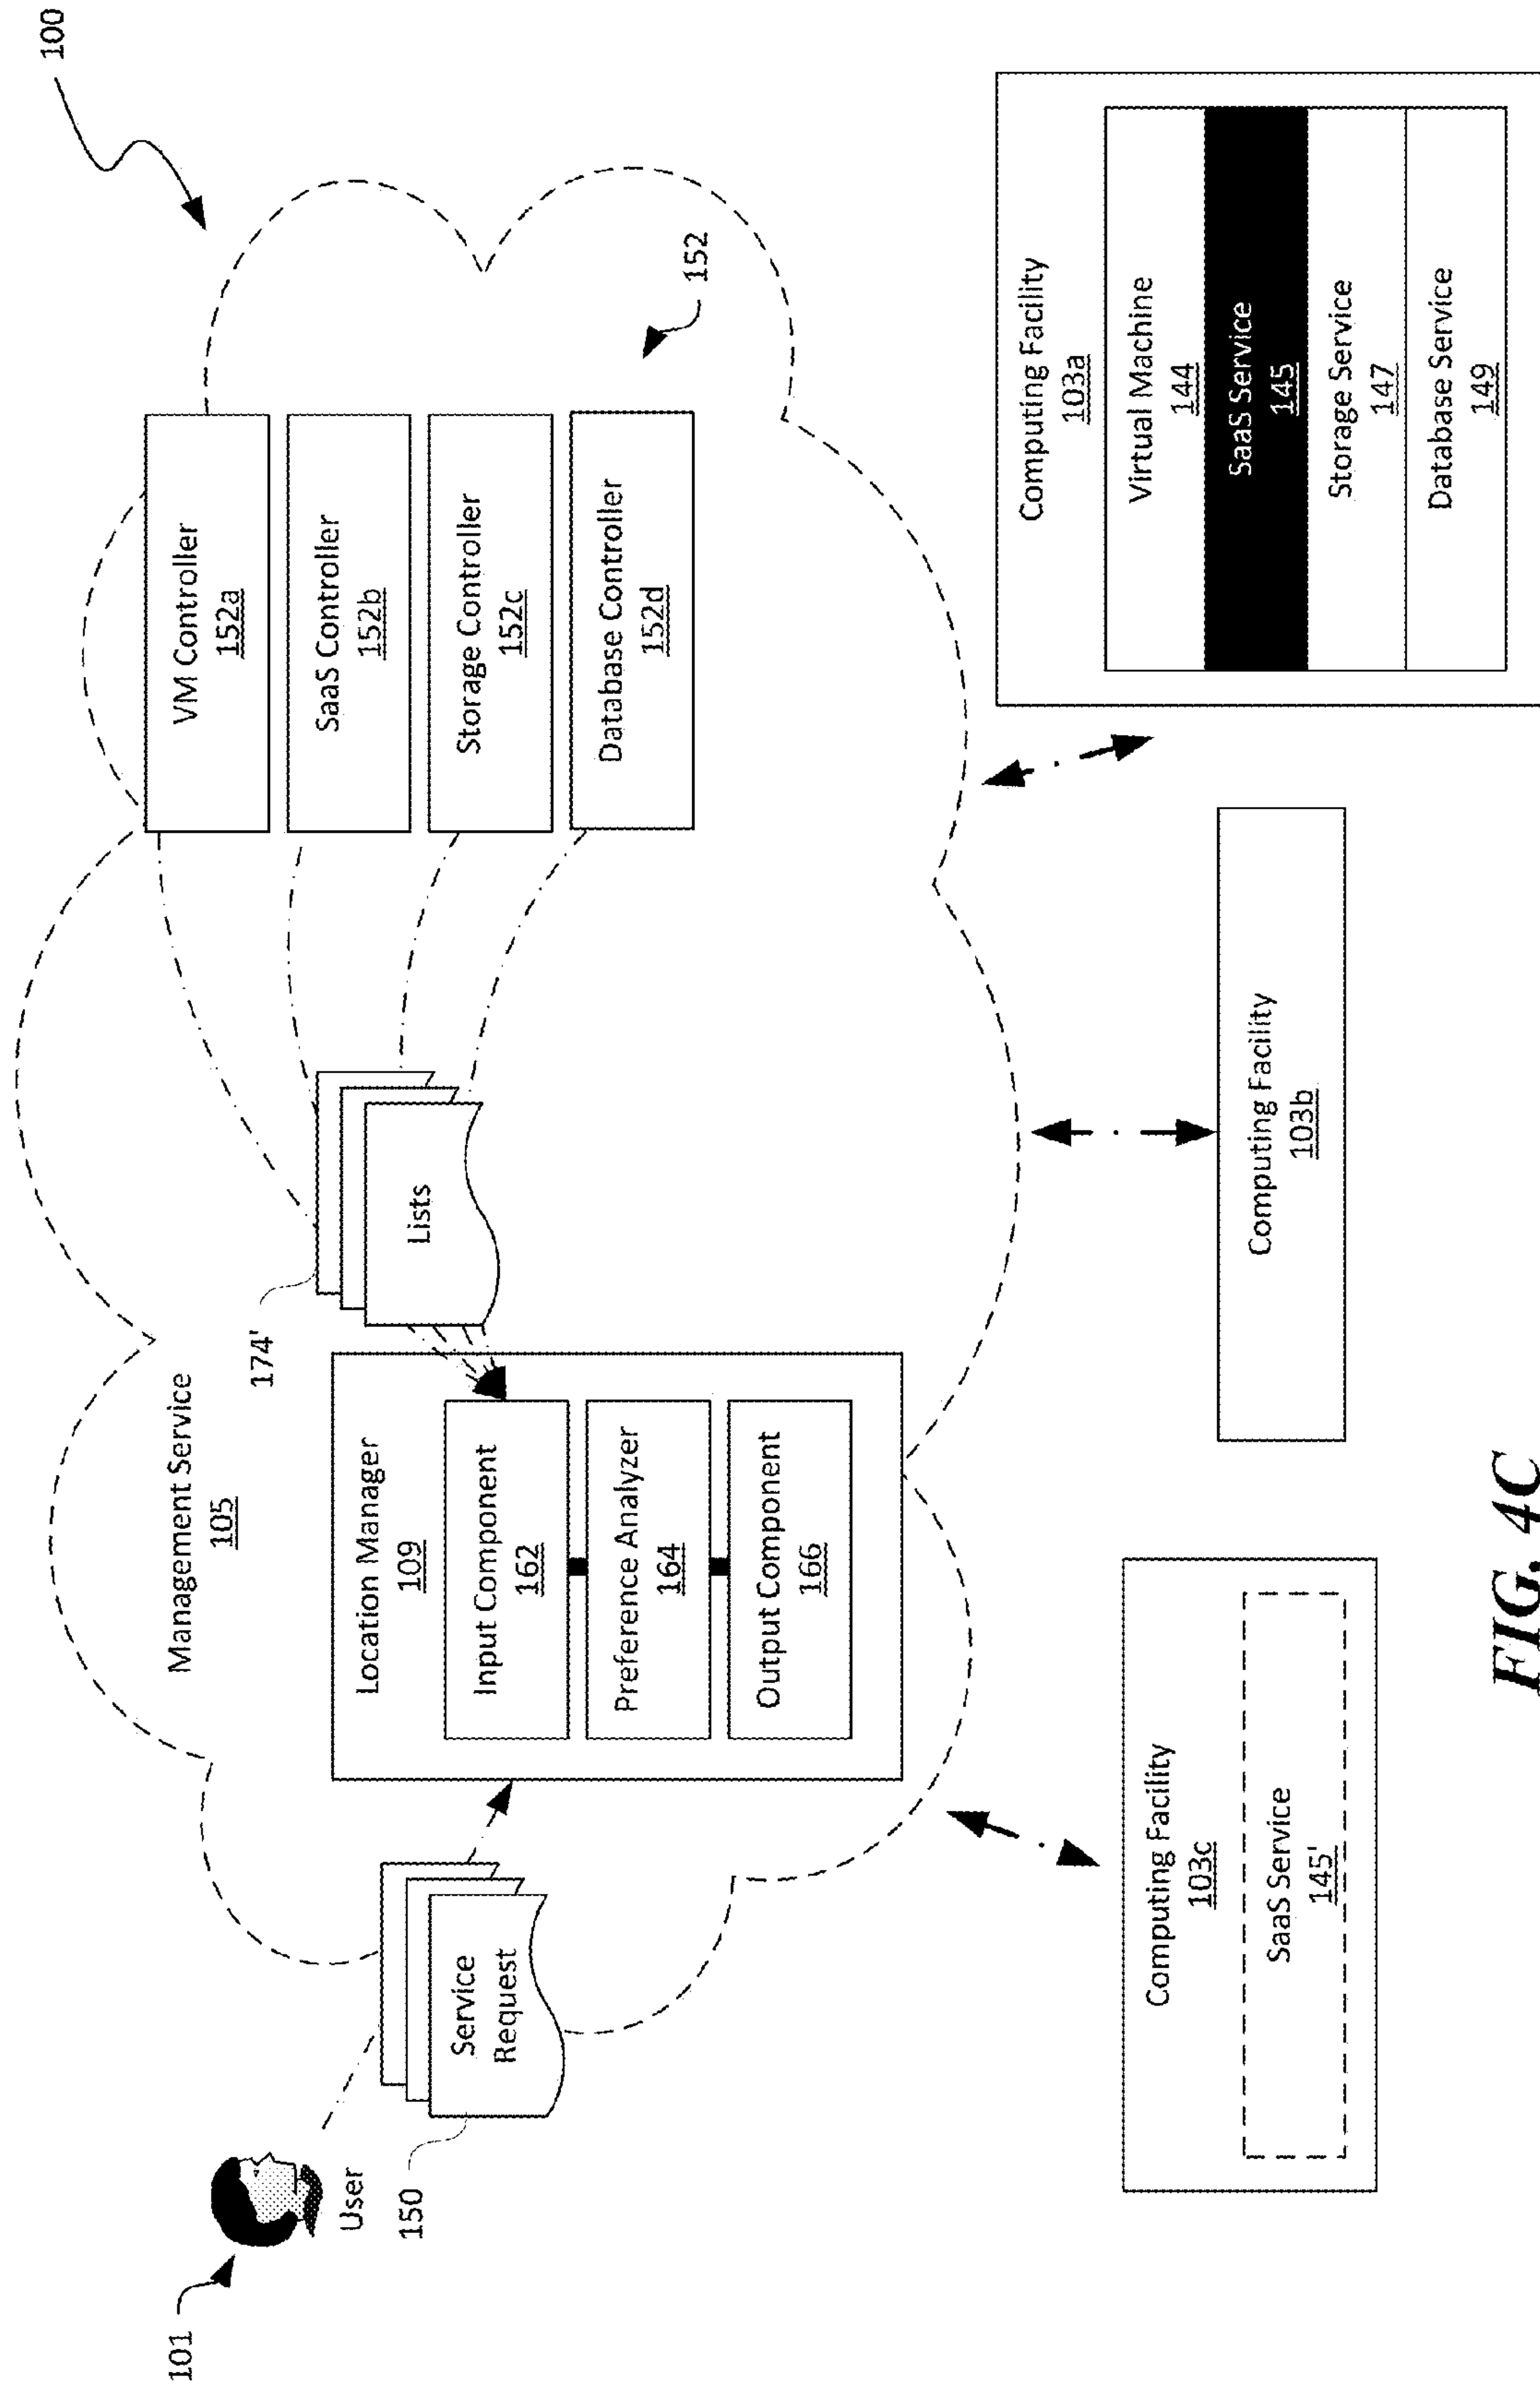 100
101
User
150
Service
Request
Management Service
105
174'
Lists
Location Manager
109
Input Component
162
Preference Analyzer
164
Output Component
166
VM Controller
152a
SaaS Controller
152b
Storage Controller
152c
Database Controller
152d
152
Computing Facility
103c
SaaS Service
145'
Computing Facility
103b
Computing Facility
103a
Virtual Machine
144
SaaS Service
145
Storage Service
147
Database Service
149
FIG. 4C